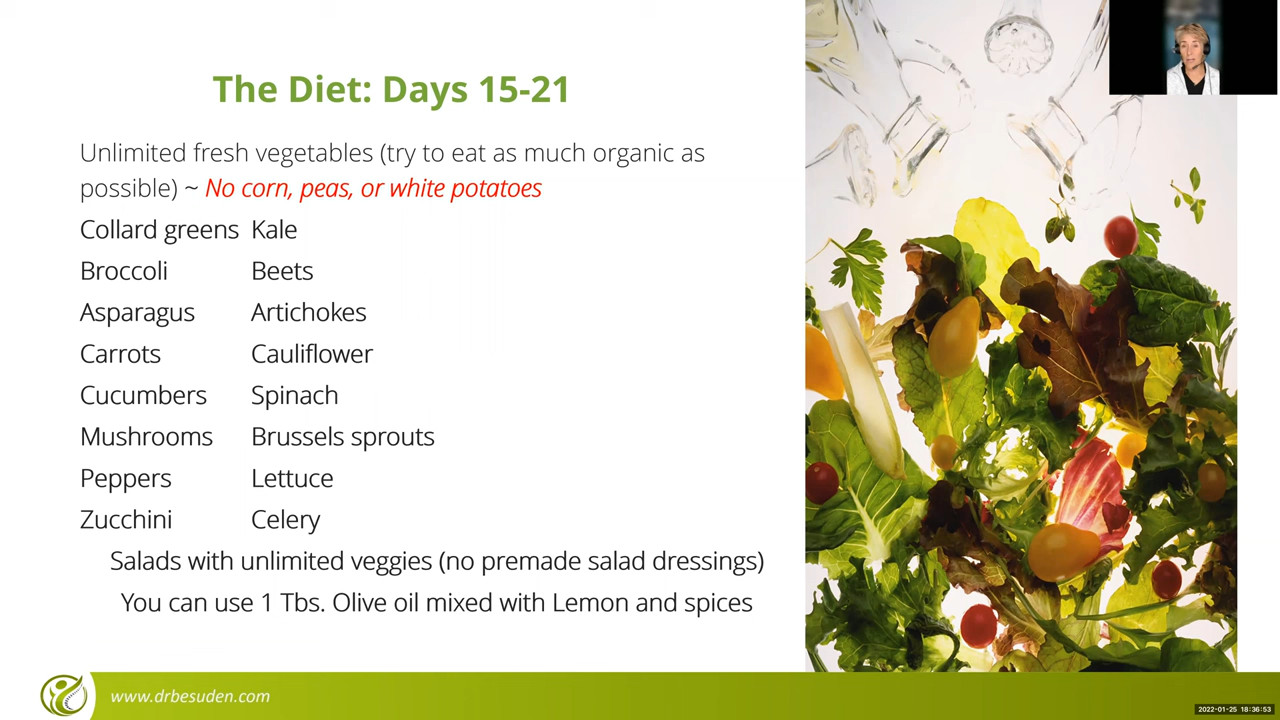 The Diet: Days 15-21
Unlimited fresh vegetables (try to eat as much organic as
possible) ~ No corn, peas, or white potatoes
Collard greens Kale
Broccoli Beets
Asparagus Artichokes
Carrots Cauliflower
Cucumbers Spinach
Mushrooms Brussels sprouts
Peppers Lettuce
Zucchini Celery
Salads with unlimited veggies (no premade salad dressings)
You can use 1 Tbs. Olive oil mixed with Lemon and spices
www.drbesuden.com
2022-01-25 18:36:53